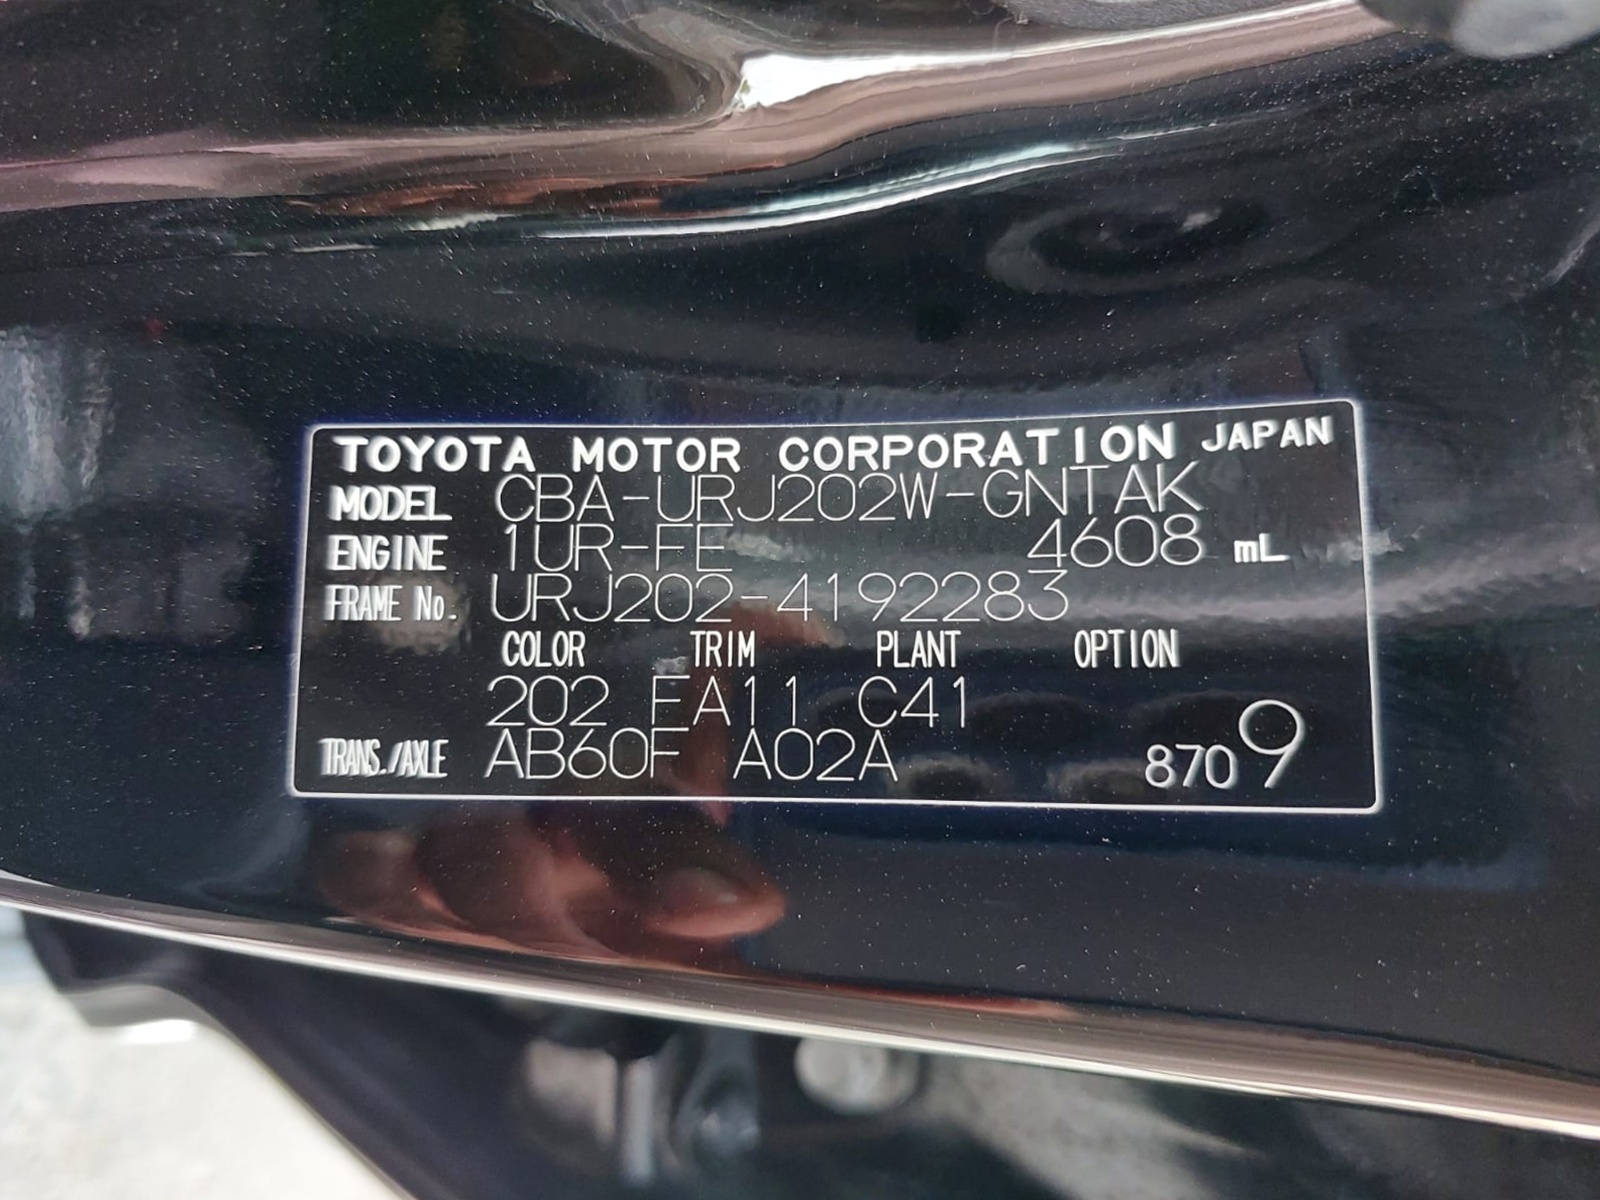 TOYOTA MOTOR CORPORATION JAPAN
MODEL CBA-URJ202W-GNTAK
ENGINE 1UR-FE 4608 mL
FRAME No. URJ202-4192283
COLOR TRIM PLANT OPTION
202 FA11 C41
TRANS./AXLE AB60F A02A 8709